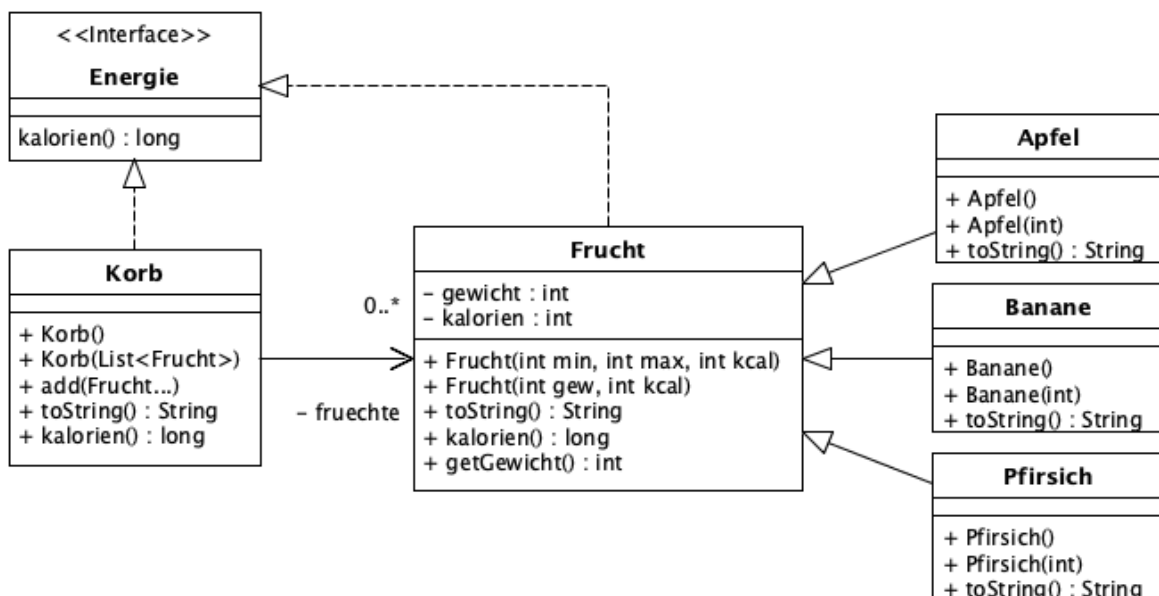 <<Interface>>
Energie
kalorien() : long
Korb
+ Korb()
+ Korb(List<Frucht>)
+ add(Frucht...)
+ toString() : String
+ kalorien() : long
0..*
– fruechte
Frucht
– gewicht : int
– kalorien : int
+ Frucht(int min, int max, int kcal)
+ Frucht(int gew, int kcal)
+ toString() : String
+ kalorien() : long
+ getGewicht() : int
Apfel
+ Apfel()
+ Apfel(int)
+ toString() : String
Banane
+ Banane()
+ Banane(int)
+ toString() : String
Pfirsich
+ Pfirsich()
+ Pfirsich(int)
+ toString() : String